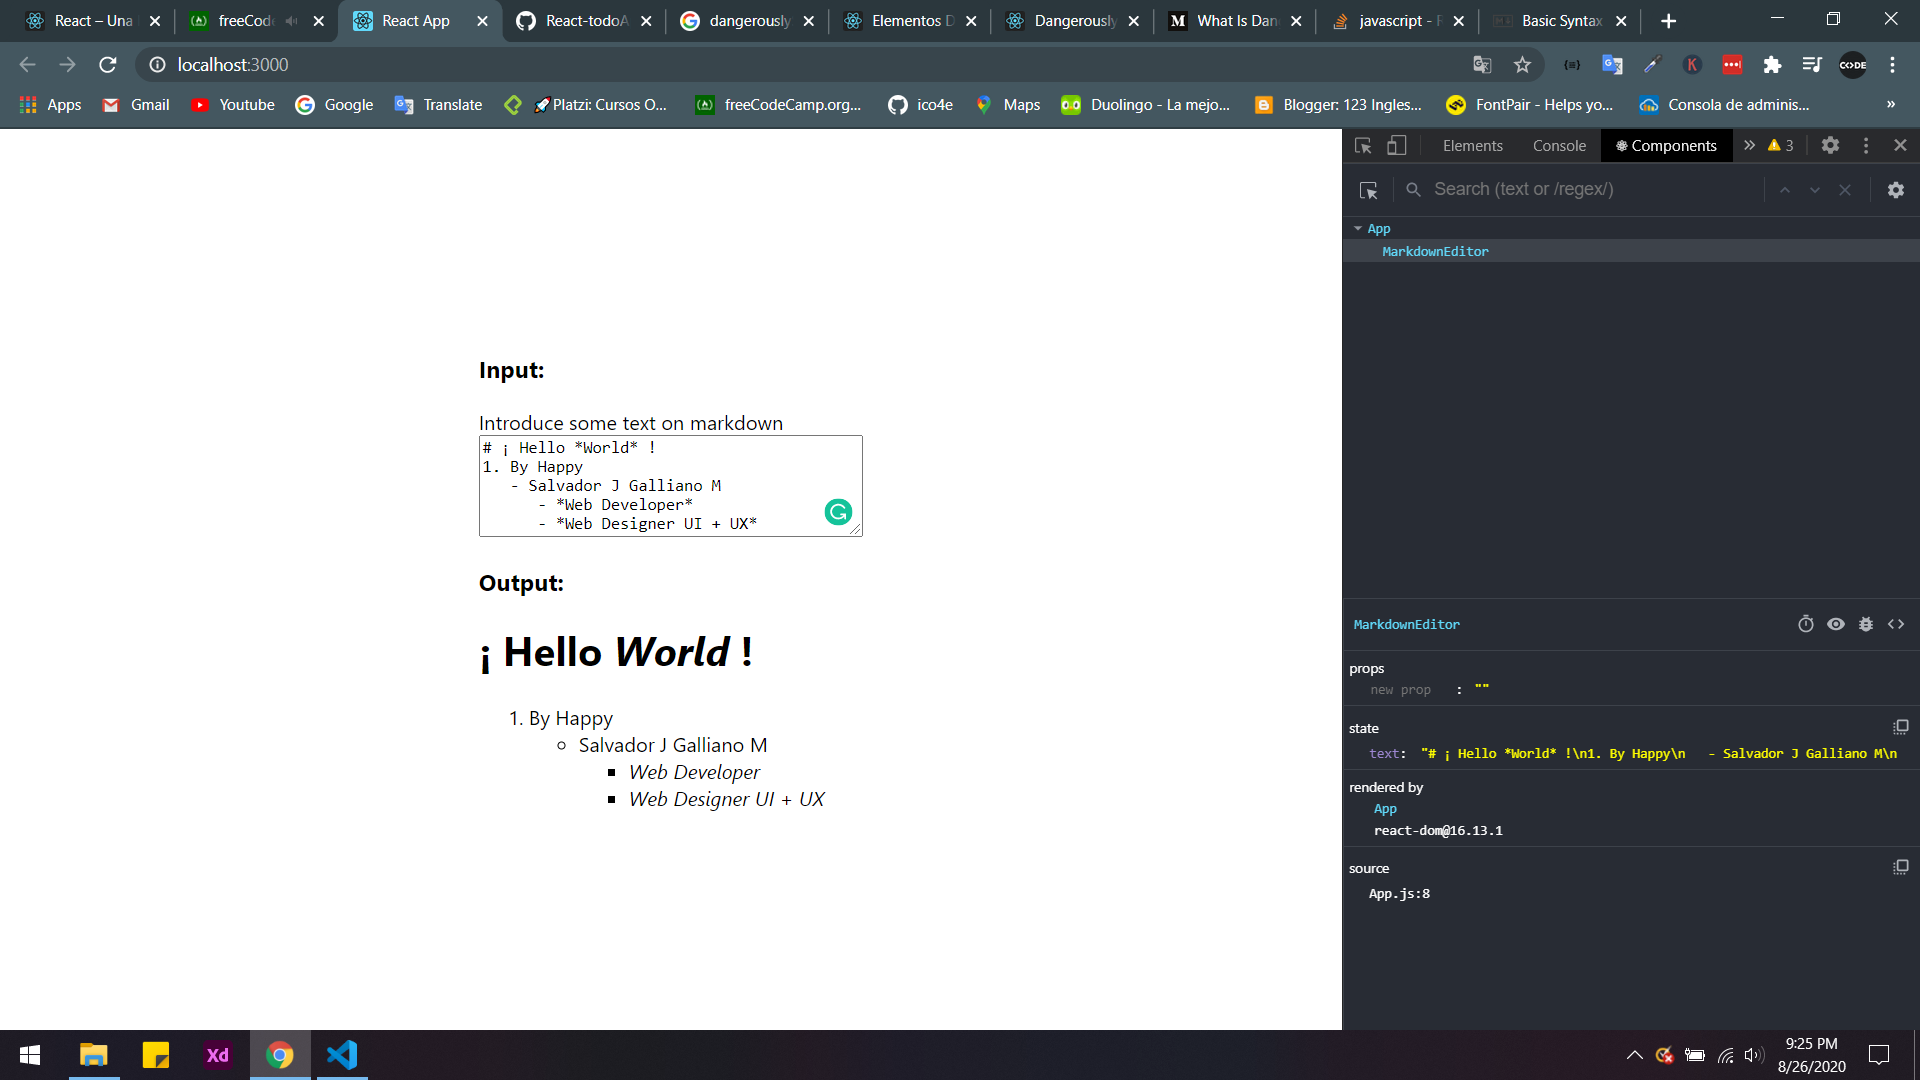 React – Una
freeCod
React App
React-todoA
dangerously
Elementos D
Dangerously
What Is Dan
javascript - R
Basic Syntax
localhost:3000
Apps
Gmail
Youtube
Google
Translate
🚀Platzi: Cursos O...
freeCodeCamp.org...
ico4e
Maps
Duolingo - La mejo...
Blogger: 123 Ingles...
FontPair - Helps yo...
Consola de adminis...
»
Elements
Console
Components
» 3
Search (text or /regex/)
App
MarkdownEditor
Input:
Introduce some text on markdown
# ¡ Hello *World* !
1. By Happy
- Salvador J Galliano M
- *Web Developer*
- *Web Designer UI + UX*
Output:
¡ Hello World !
1. By Happy
Salvador J Galliano M
Web Developer
Web Designer UI + UX
MarkdownEditor
props
new prop : ""
state
text: "# ¡ Hello *World* !\n1. By Happy\n   - Salvador J Galliano M\n
rendered by
App
react-dom@16.13.1
source
App.js:8
Xd
9:25 PM
8/26/2020